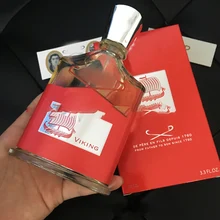 VIKING
DE PÈRE EN FILS DEPUIS 1760
FROM FATHER TO SON SINCE 1760
3.3 FL.OZ.